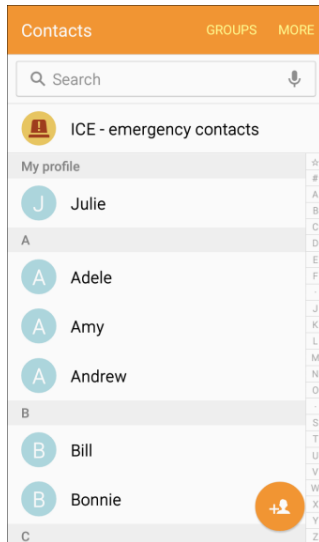 Contacts GROUPS MORE
Search
ICE - emergency contacts
My profile
J Julie
A
A Adele
A Amy
A Andrew
B
B Bill
B Bonnie
C
#
A
B
C
D
E
F
·
J
K
L
M
N
O
·
S
T
U
V
W
X
Y
Z